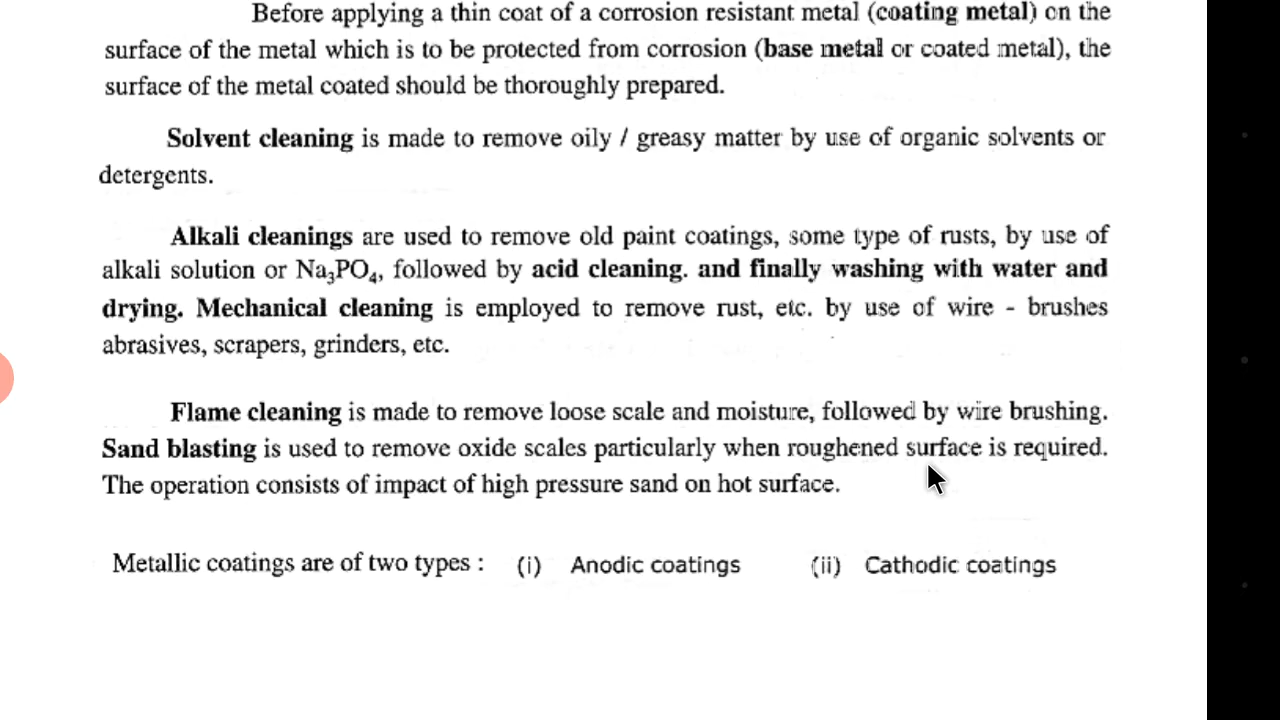 Before applying a thin coat of a corrosion resistant metal (coating metal) on the
surface of the metal which is to be protected from corrosion (base metal or coated metal), the
surface of the metal coated should be thoroughly prepared.
Solvent cleaning is made to remove oily / greasy matter by use of organic solvents or
detergents.
Alkali cleanings are used to remove old paint coatings, some type of rusts, by use of
alkali solution or Na₃PO₄, followed by acid cleaning. and finally washing with water and
drying. Mechanical cleaning is employed to remove rust, etc. by use of wire - brushes
abrasives, scrapers, grinders, etc.
Flame cleaning is made to remove loose scale and moisture, followed by wire brushing.
Sand blasting is used to remove oxide scales particularly when roughened surface is required.
The operation consists of impact of high pressure sand on hot surface.
Metallic coatings are of two types : (i) Anodic coatings (ii) Cathodic coatings